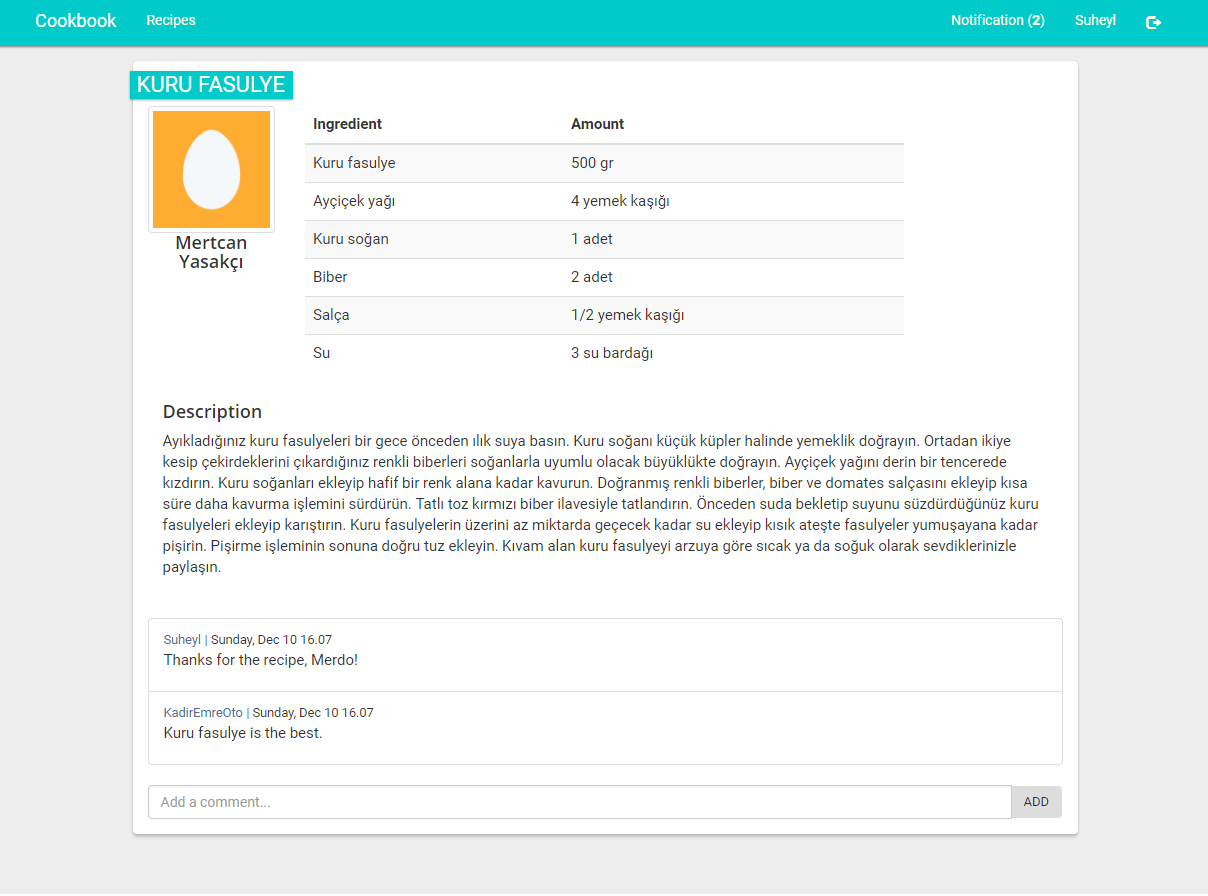 Cookbook Recipes Notification (2) Suheyl
KURU FASULYE
Mertcan
Yasakçı
Ingredient Amount
Kuru fasulye 500 gr
Ayçiçek yağı 4 yemek kaşığı
Kuru soğan 1 adet
Biber 2 adet
Salça 1/2 yemek kaşığı
Su 3 su bardağı
Description
Ayıkladığınız kuru fasulyeleri bir gece önceden ılık suya basın. Kuru soğanı küçük küpler halinde yemeklik doğrayın. Ortadan ikiye
kesip çekirdeklerini çıkardığınız renkli biberleri soğanlarla uyumlu olacak büyüklükte doğrayın. Ayçiçek yağını derin bir tencerede
kızdırın. Kuru soğanları ekleyip hafif bir renk alana kadar kavurun. Doğranmış renkli biberler, biber ve domates salçasını ekleyip kısa
süre daha kavurma işlemini sürdürün. Tatlı toz kırmızı biber ilavesiyle tatlandırın. Önceden suda bekletip suyunu süzdürdüğünüz kuru
fasulyeleri ekleyip karıştırın. Kuru fasulyelerin üzerini az miktarda geçecek kadar su ekleyip kısık ateşte fasulyeler yumuşayana kadar
pişirin. Pişirme işleminin sonuna doğru tuz ekleyin. Kıvam alan kuru fasulyeyi arzuya göre sıcak ya da soğuk olarak sevdiklerinizle
paylaşın.
Suheyl | Sunday, Dec 10 16.07
Thanks for the recipe, Merdo!
KadirEmreOto | Sunday, Dec 10 16.07
Kuru fasulye is the best.
Add a comment... ADD